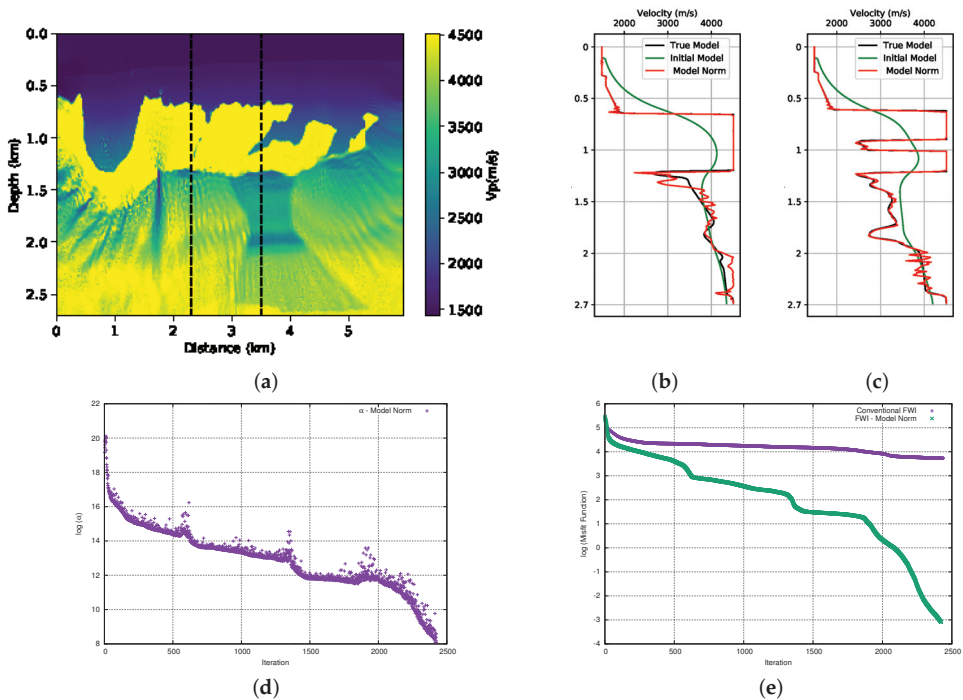 0.0
0.5
1.0
1.5
2.0
2.5
Depth {km}
0
1
2
3
4
5
Distance {km}
4500
4000
3500
3000
2500
2000
1500
Vp{m/s}
(a)
Velocity (m/s)
2000 3000 4000
True Model
Initial Model
Model Norm
0
0.5
1
1.5
2
2.7
(b)
Velocity (m/s)
2000 3000 4000
True Model
Initial Model
Model Norm
0
0.5
1
1.5
2
2.7
(c)
22
20
18
16
14
12
10
8
log (α)
α - Model Norm
0 500 1000 1500 2000 2500
Iteration
(d)
6
5
4
3
2
1
0
-1
-2
-3
-4
log (Misfit Function)
Conventional FWI
FWI - Model Norm
0 500 1000 1500 2000 2500
Iteration
(e)